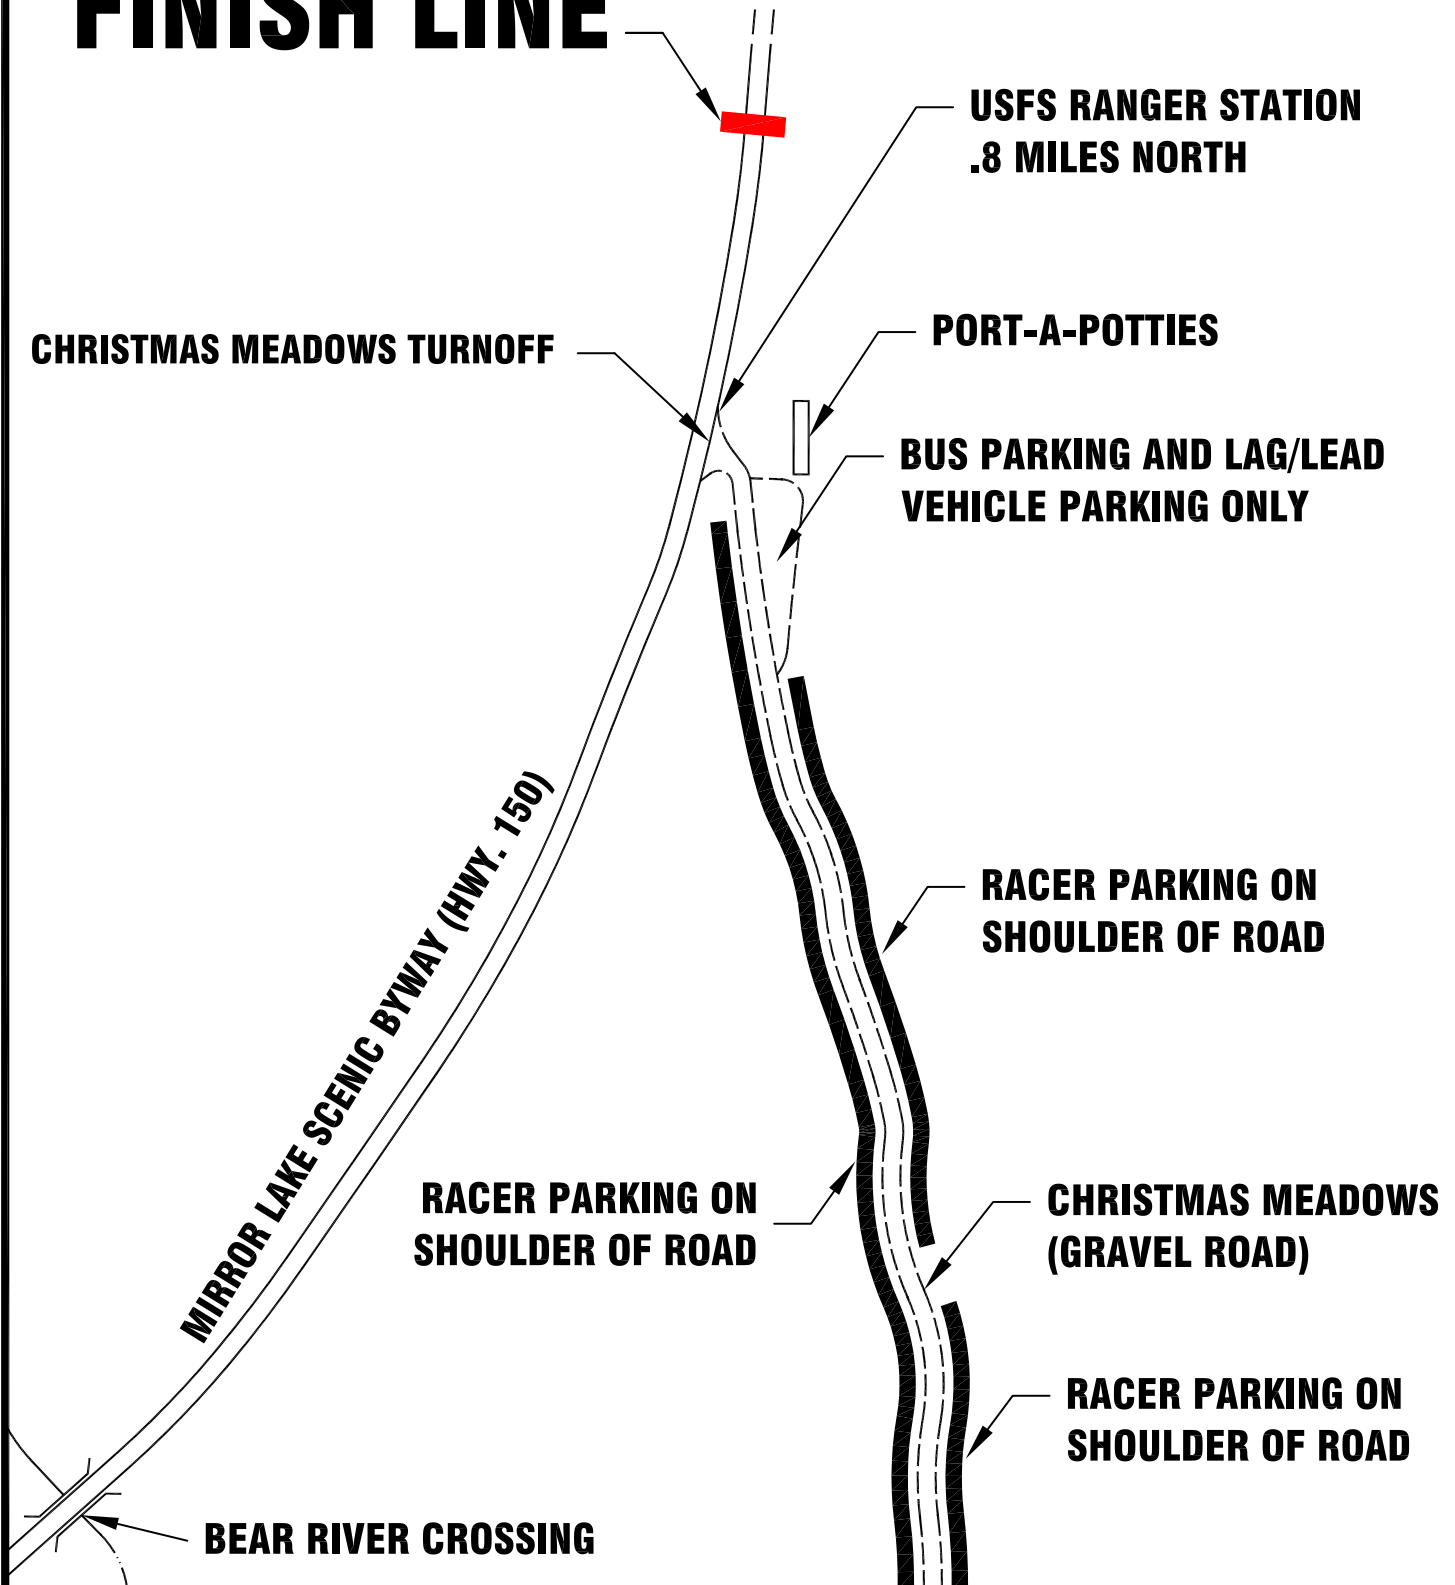 FINISH LINE
USFS RANGER STATION
.8 MILES NORTH
PORT-A-POTTIES
CHRISTMAS MEADOWS TURNOFF
BUS PARKING AND LAG/LEAD
VEHICLE PARKING ONLY
MIRROR LAKE SCENIC BYWAY (HWY. 150)
RACER PARKING ON
SHOULDER OF ROAD
RACER PARKING ON
SHOULDER OF ROAD
CHRISTMAS MEADOWS
(GRAVEL ROAD)
RACER PARKING ON
SHOULDER OF ROAD
BEAR RIVER CROSSING